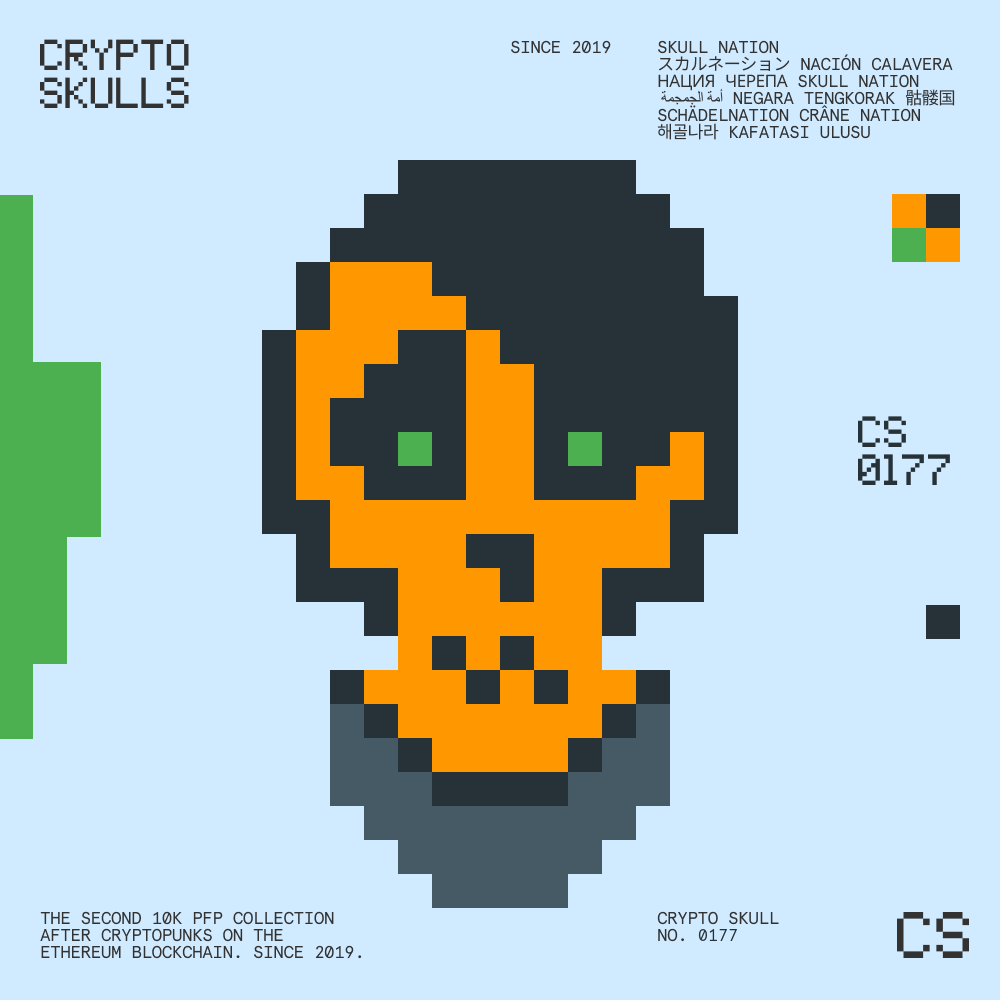 CRYPTO
SKULLS
SINCE 2019
SKULL NATION
スカルネーション NACIÓN CALAVERA
НАЦИЯ ЧЕРЕПА SKULL NATION
أمة الجمجمة NEGARA TENGKORAK 骷髅国
SCHÄDELNATION CRÂNE NATION
해골나라 KAFATASI ULUSU
CS
0177
THE SECOND 10K PFP COLLECTION
AFTER CRYPTOPUNKS ON THE
ETHEREUM BLOCKCHAIN. SINCE 2019.
CRYPTO SKULL
NO. 0177
CS